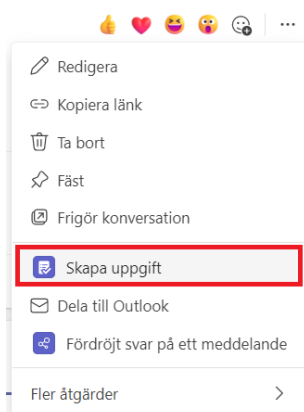 Redigera
Kopiera länk
Ta bort
Fäst
Frigör konversation
Skapa uppgift
Dela till Outlook
Fördröjt svar på ett meddelande
Fler åtgärder